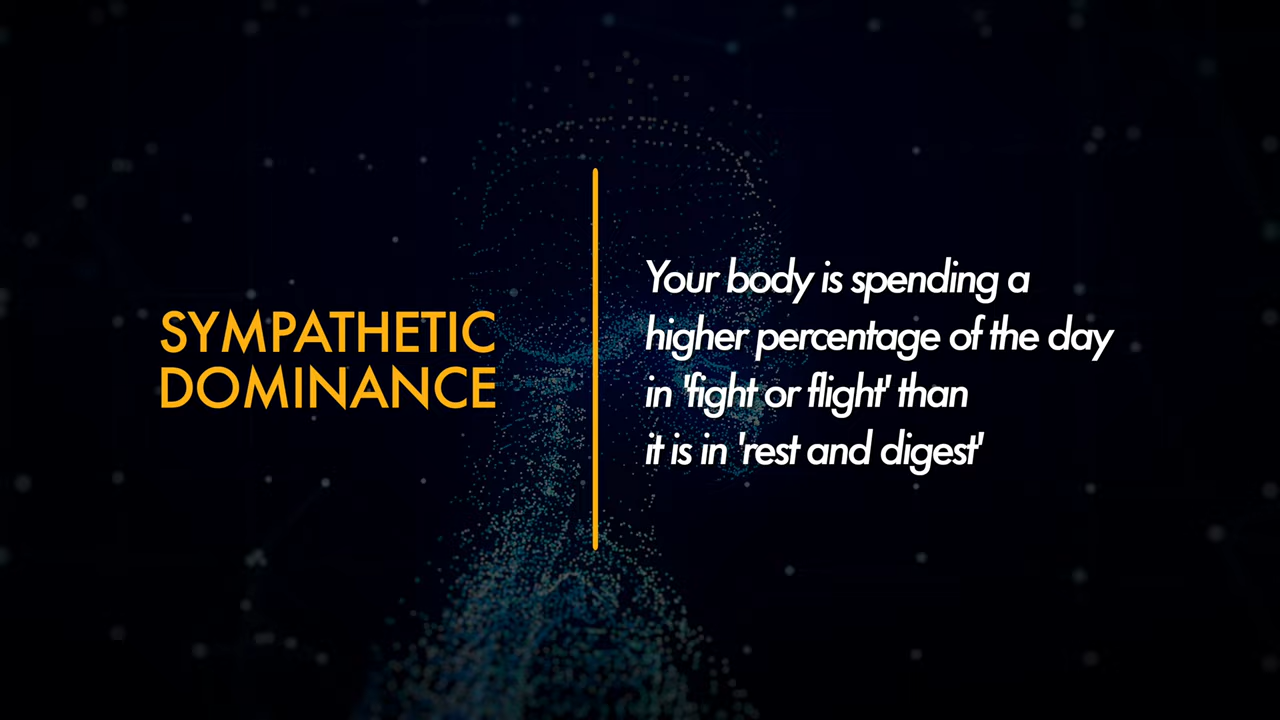 SYMPATHETIC
DOMINANCE
Your body is spending a
higher percentage of the day
in 'fight or flight' than
it is in 'rest and digest'